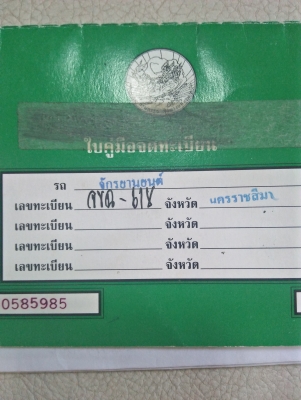 ใบคู่มือจดทะเบียน
รถ จักรยานยนต์
เลขทะเบียน กขฉ - 614 จังหวัด นครราชสีมา
เลขทะเบียน จังหวัด
เลขทะเบียน จังหวัด
เลขทะเบียน จังหวัด
0585985